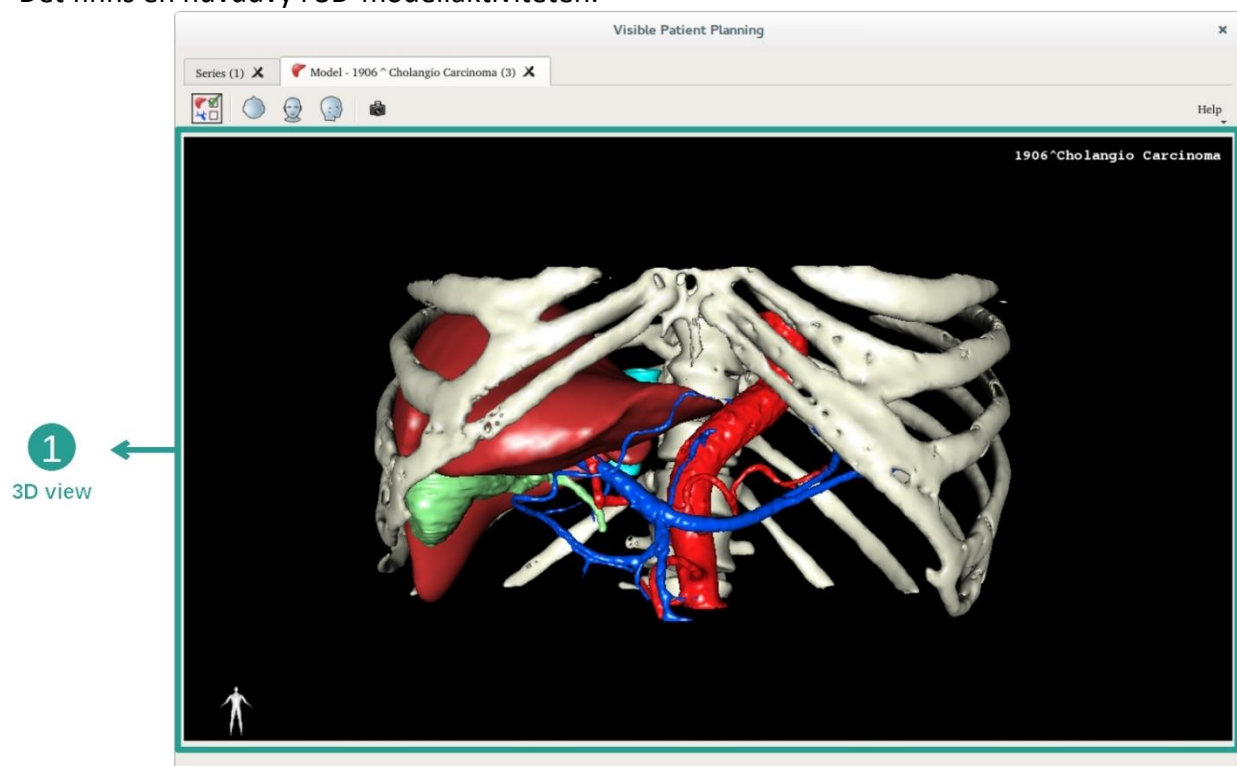 Det finns en huvudvy i 3D-modellaktiviteten.
Visible Patient Planning
Series (1)
Model - 1906 ^ Cholangio Carcinoma (3)
Help
1906^Cholangio Carcinoma
1
3D view